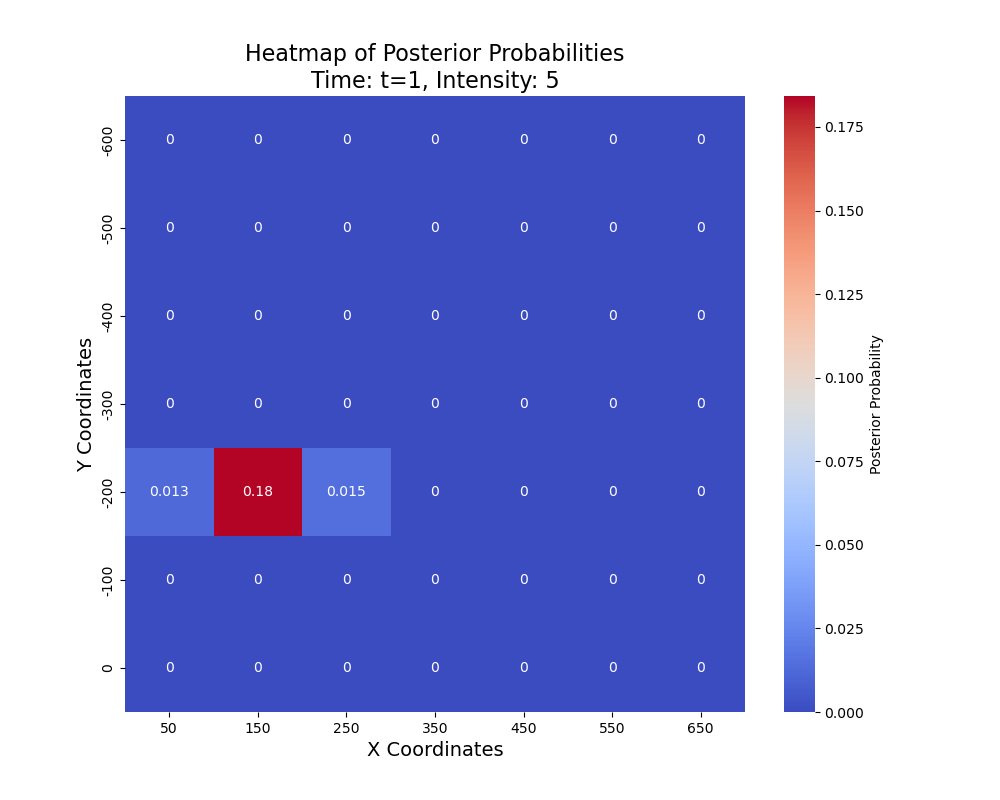 Heatmap of Posterior Probabilities
Time: t=1, Intensity: 5
-600 0 0 0 0 0 0 0
-500 0 0 0 0 0 0 0
-400 0 0 0 0 0 0 0
-300 0 0 0 0 0 0 0
-200 0.013 0.18 0.015 0 0 0 0
-100 0 0 0 0 0 0 0
0 0 0 0 0 0 0 0
50 150 250 350 450 550 650
X Coordinates
Y Coordinates
0.175
0.150
0.125
0.100
0.075
0.050
0.025
0.000
Posterior Probability